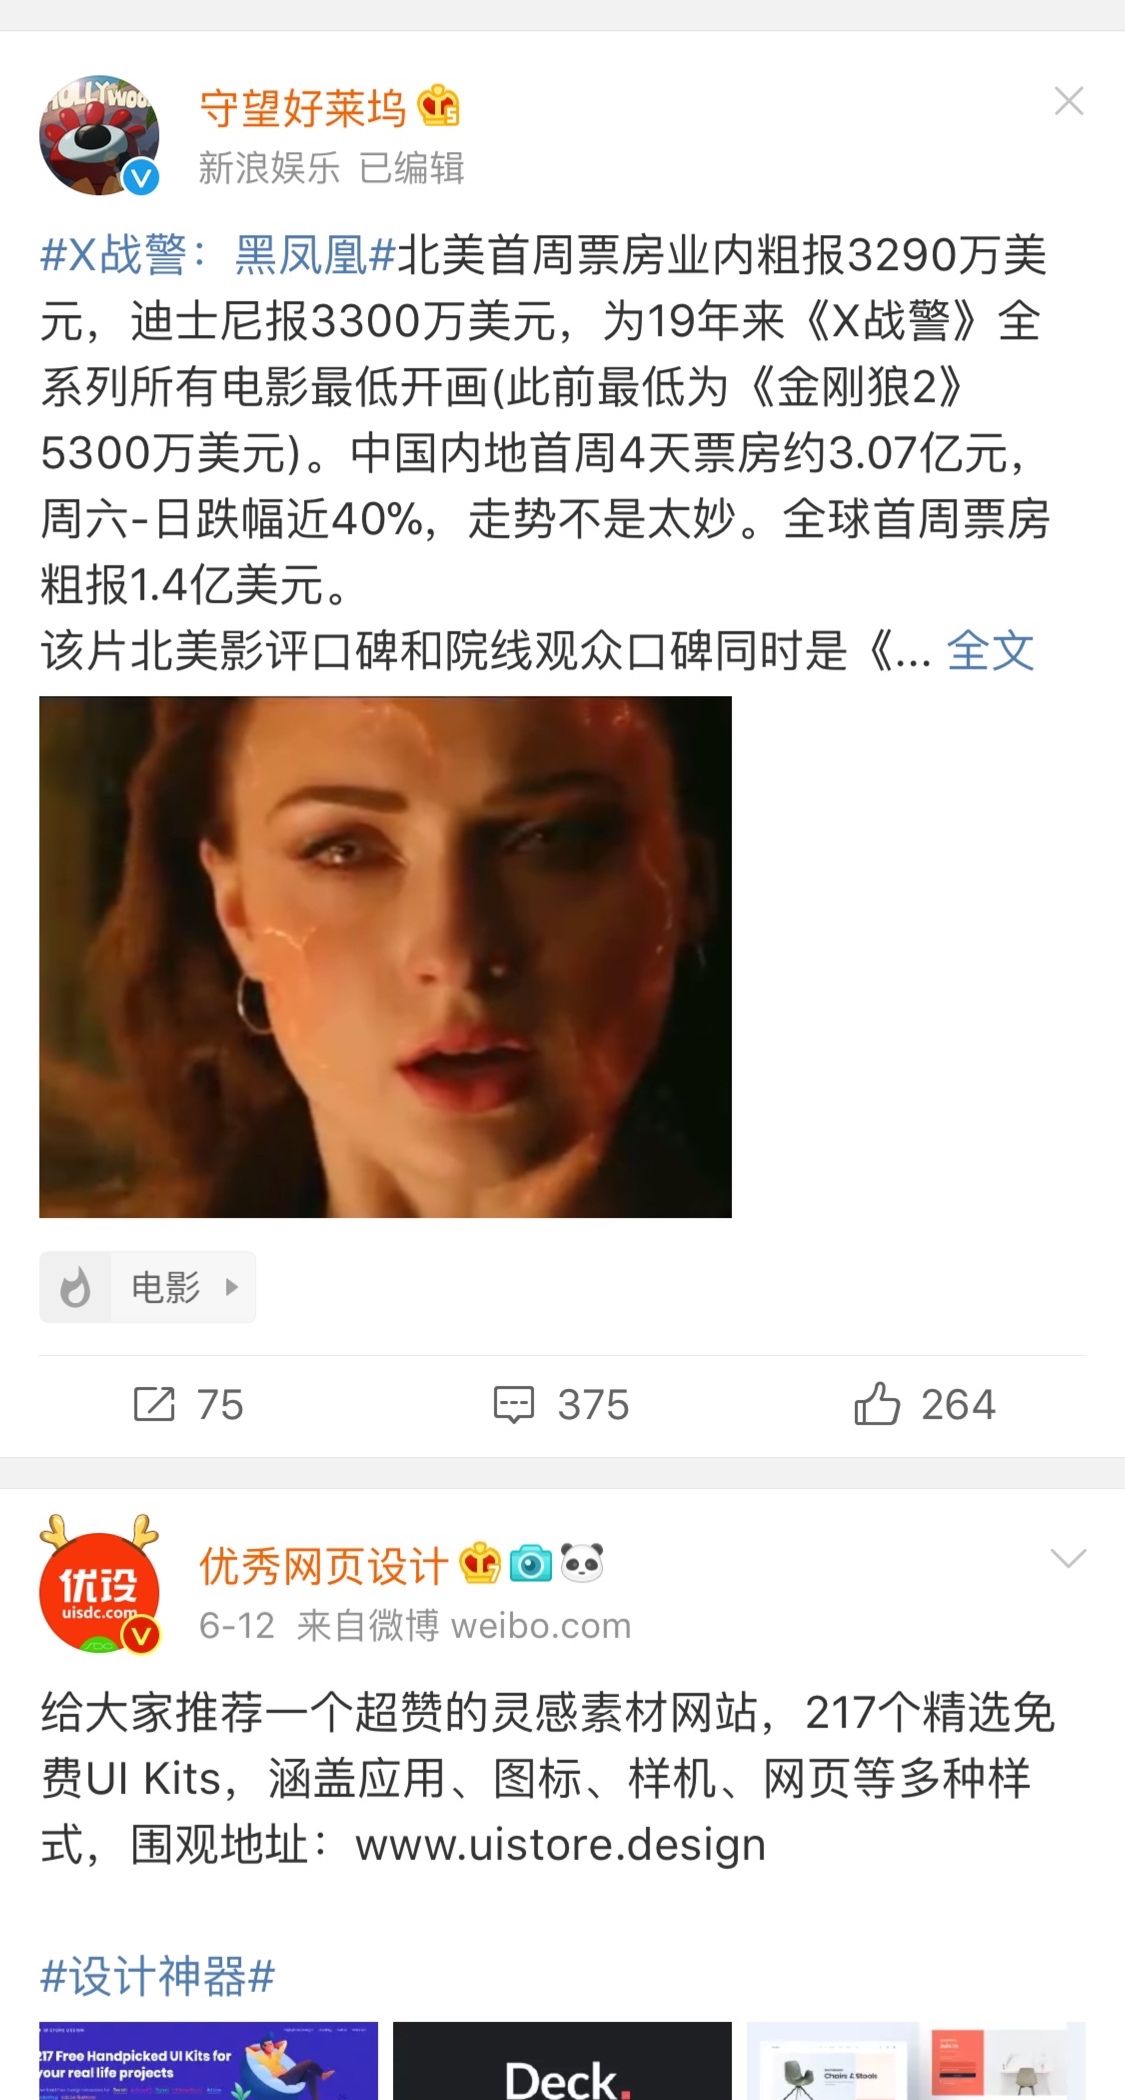 HOLLYWOO
守望好莱坞
新浪娱乐 已编辑
#X战警：黑凤凰#北美首周票房业内粗报3290万美
元，迪士尼报3300万美元，为19年来《X战警》全
系列所有电影最低开画(此前最低为《金刚狼2》
5300万美元)。中国内地首周4天票房约3.07亿元，
周六-日跌幅近40%，走势不是太妙。全球首周票房
粗报1.4亿美元。
该片北美影评口碑和院线观众口碑同时是《... 全文
电影
75
375
264
优设
uisdc.com
优秀网页设计
6-12 来自微博 weibo.com
给大家推荐一个超赞的灵感素材网站，217个精选免
费UI Kits，涵盖应用、图标、样机、网页等多种样
式，围观地址：www.uistore.design
#设计神器#
217 Free Handpicked UI Kits for
your real life projects
Deck.
Chairs & Stools